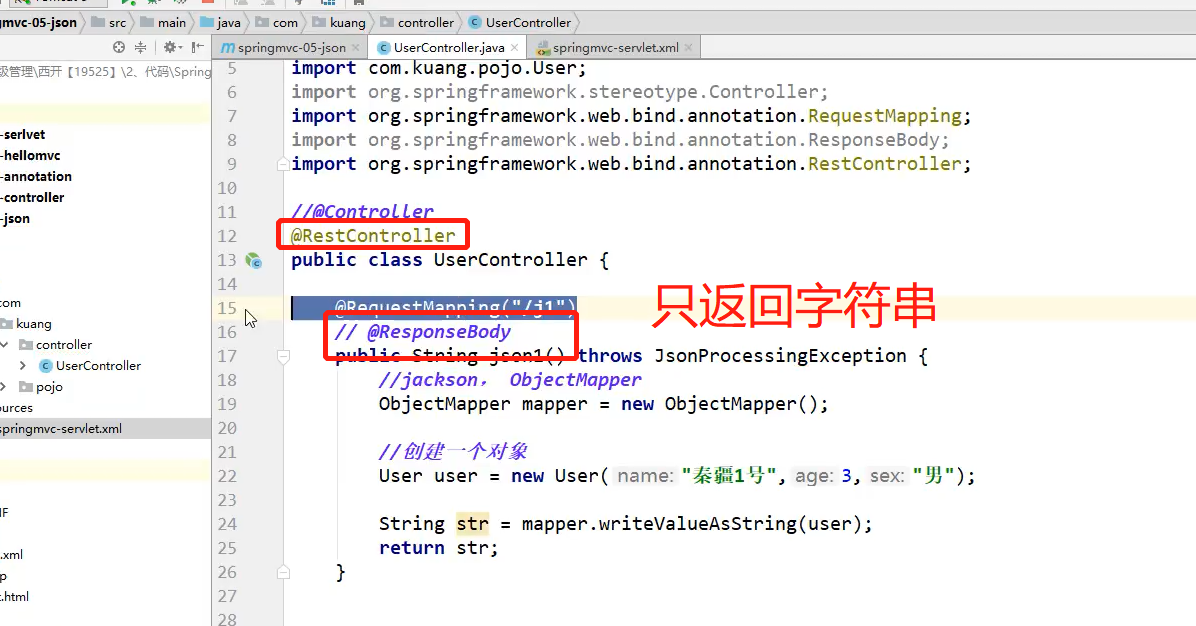 mvc-05-json src main java com kuang controller UserController
springmvc-05-json UserController.java springmvc-servlet.xml
级管理\西开【19525】\2、代码\Spring
-serlvet
-hellomvc
-annotation
-controller
-json
com
kuang
controller
UserController
pojo
ources
springmvc-servlet.xml
.xml
.html
5 import com.kuang.pojo.User;
6 import org.springframework.stereotype.Controller;
7 import org.springframework.web.bind.annotation.RequestMapping;
8 import org.springframework.web.bind.annotation.ResponseBody;
9 import org.springframework.web.bind.annotation.RestController;
10
11 //@Controller
12 @RestController
13 public class UserController {
14
15 @RequestMapping("/j1")
只返回字符串
16 // @ResponseBody
17 public String json1() throws JsonProcessingException {
18 //jackson, ObjectMapper
19 ObjectMapper mapper = new ObjectMapper();
20
21 //创建一个对象
22 User user = new User( name: "秦疆1号", age: 3, sex: "男");
23
24 String str = mapper.writeValueAsString(user);
25 return str;
26 }
27
28